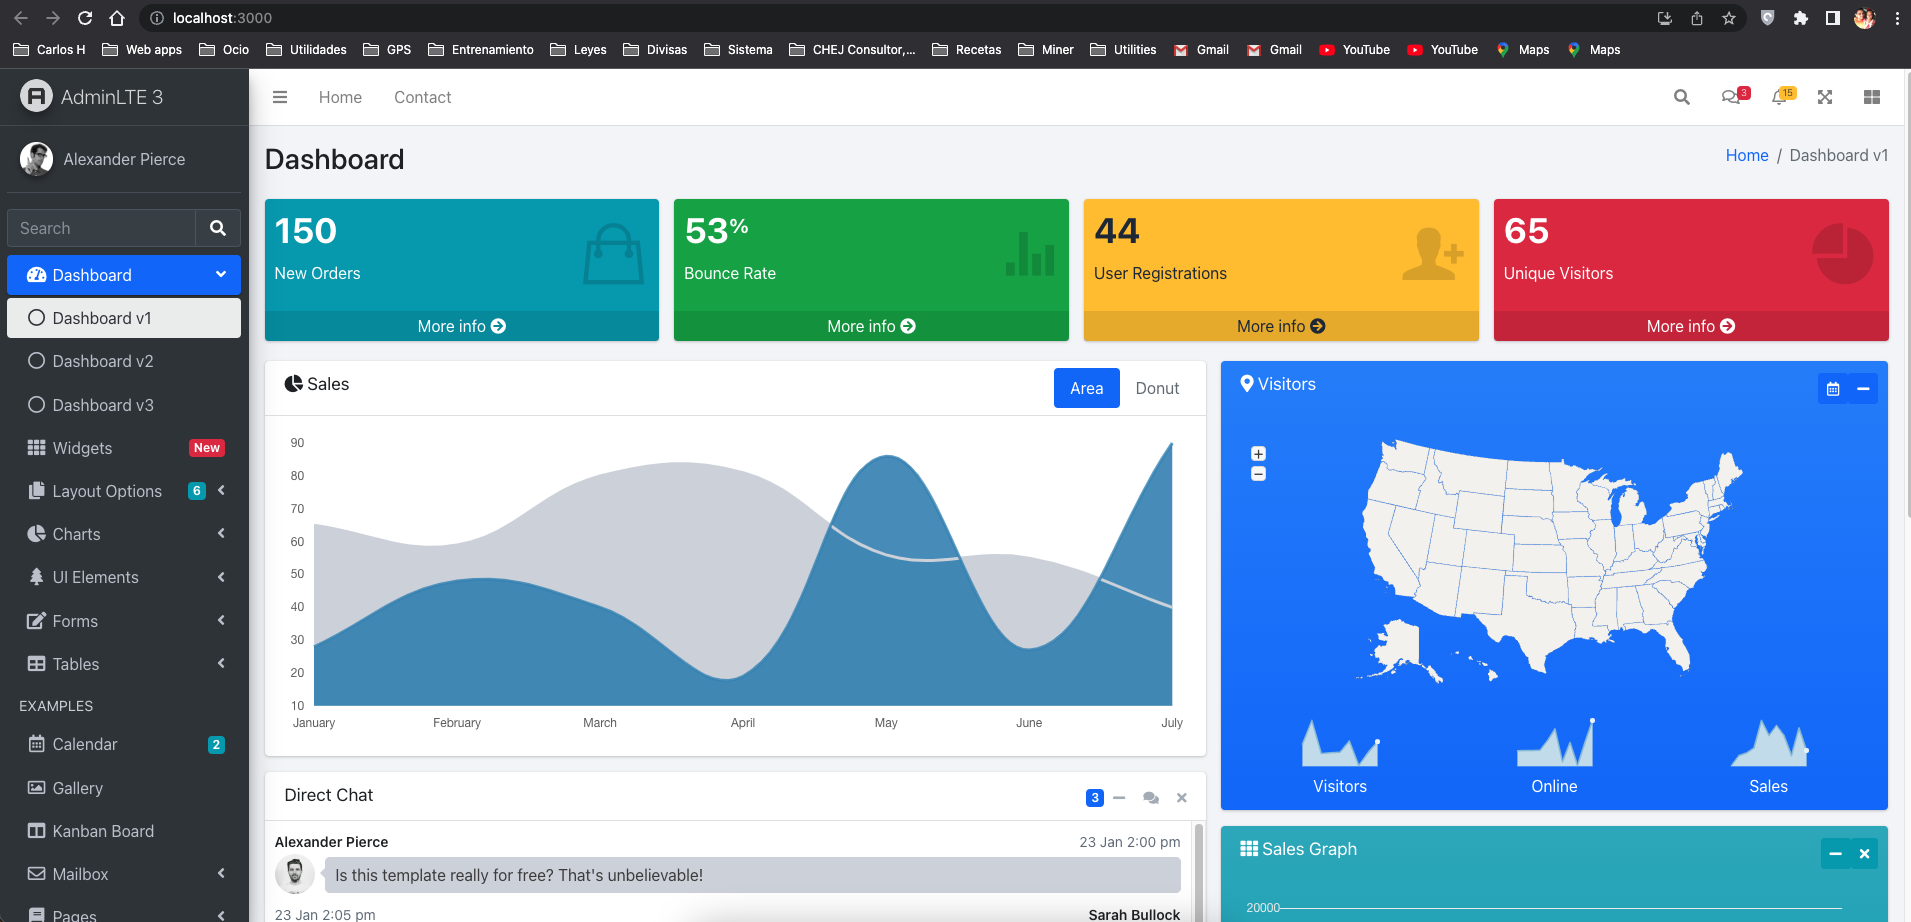 localhost:3000
Carlos H Web apps Ocio Utilidades GPS Entrenamiento Leyes Divisas Sistema CHEJ Consultor,... Recetas Miner Utilities Gmail Gmail YouTube YouTube Maps Maps
AdminLTE 3
Alexander Pierce
Search
Dashboard
Dashboard v1
Dashboard v2
Dashboard v3
Widgets New
Layout Options 6
Charts
UI Elements
Forms
Tables
EXAMPLES
Calendar 2
Gallery
Kanban Board
Mailbox
Pages
Home Contact
3 15
Dashboard
Home / Dashboard v1
150
New Orders
More info
53%
Bounce Rate
More info
44
User Registrations
More info
65
Unique Visitors
More info
Sales
Area Donut
90
80
70
60
50
40
30
20
10
January February March April May June July
Direct Chat
3
Alexander Pierce 23 Jan 2:00 pm
Is this template really for free? That's unbelievable!
23 Jan 2:05 pm Sarah Bullock
Visitors
+
−
Visitors Online Sales
Sales Graph
20000